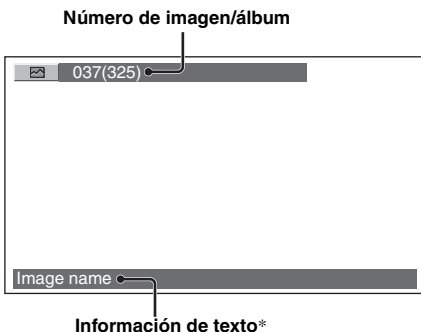 Número de imagen/álbum
037(325)
Image name
Información de texto*